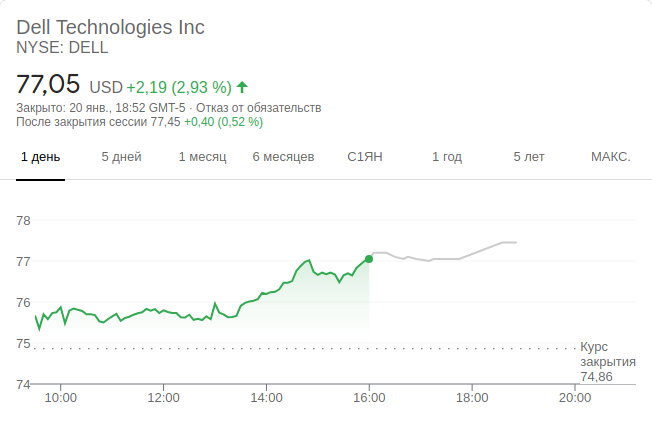 Dell Technologies Inc
NYSE: DELL
77,05 USD +2,19 (2,93 %)
Закрыто: 20 янв., 18:52 GMT-5 · Отказ от обязательств
После закрытия сессии 77,45 +0,40 (0,52 %)
1 день 5 дней 1 месяц 6 месяцев С1ЯН 1 год 5 лет МАКС.
78
77
76
75
Курс
закрытия
74,86
74
10:00 12:00 14:00 16:00 18:00 20:00